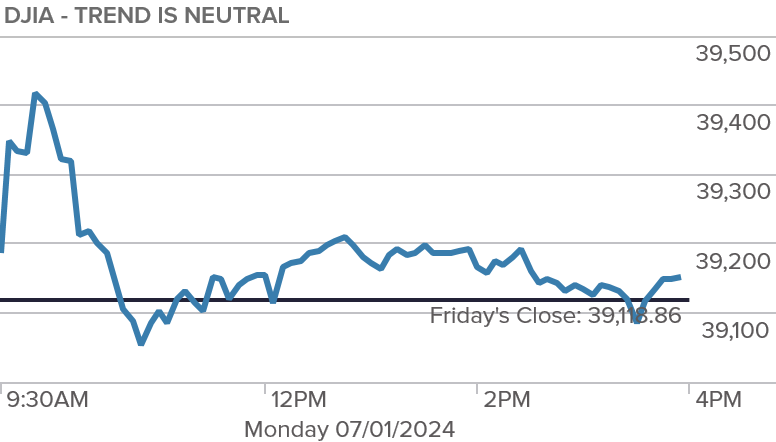 DJIA - TREND IS NEUTRAL
39,500
39,400
39,300
39,200
Friday's Close: 39,118.86
39,100
9:30AM 12PM 2PM 4PM
Monday 07/01/2024